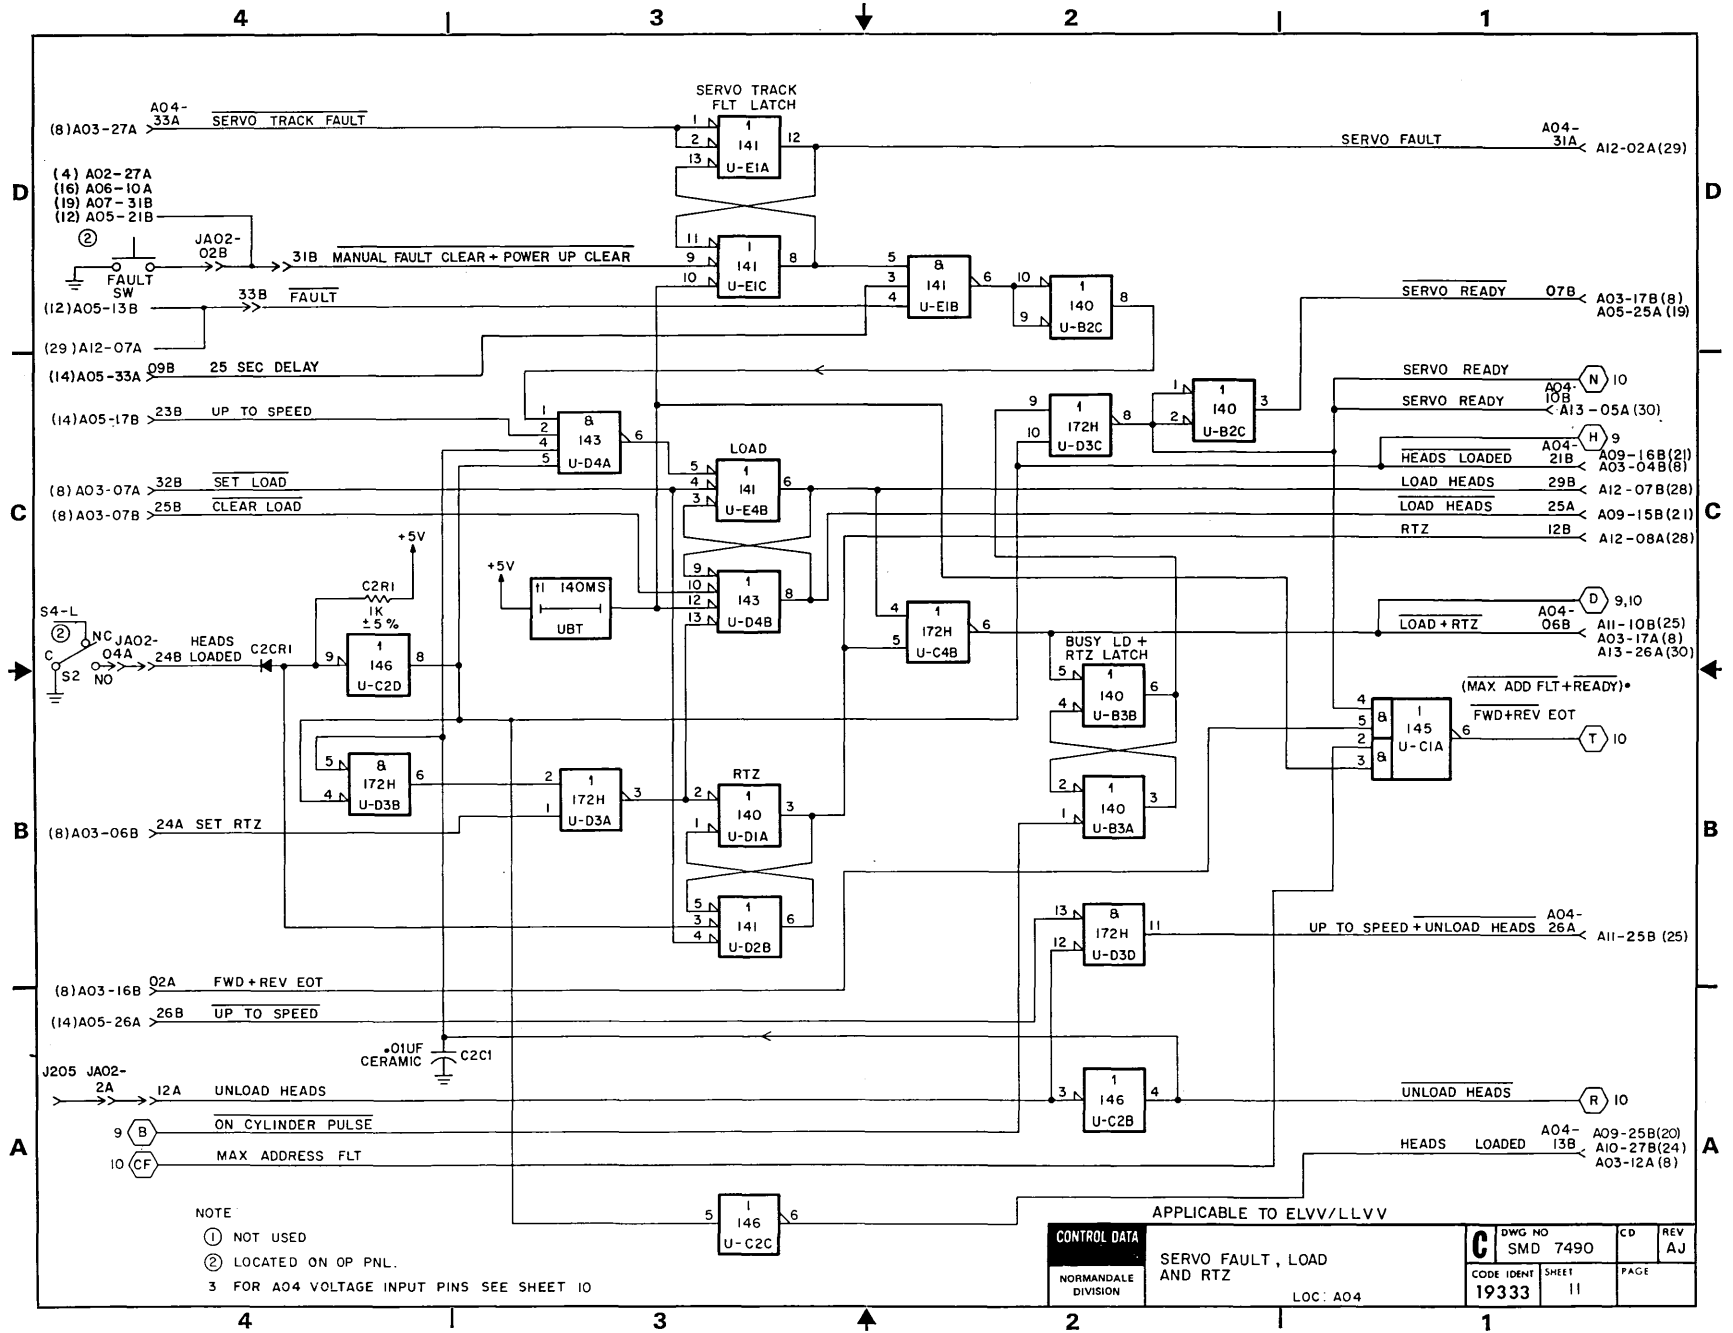 4 3 2 1
D
C
B
A
SERVO TRACK
FLT LATCH
A04-
(8)A03-27A 33A SERVO TRACK FAULT
1
2
13
1
141
U-E1A
12
SERVO FAULT
A04-
31A A12-02A(29)
(4) A02-27A
(16) A06-10A
(19) A07-31B
(12) A05-21B
2
JA02-
02B
FAULT
SW
31B MANUAL FAULT CLEAR + POWER UP CLEAR
11
9
10
1
141
U-E1C
8
(12)A05-13B 33B FAULT
(29)A12-07A
5
3
4
&
141
U-E1B
6
10
9
1
140
U-B2C
8
SERVO READY 07B A03-17B(8)
A05-25A(19)
(14)A05-33A 09B 25 SEC DELAY
(14)A05-17B 23B UP TO SPEED
1
2
4
5
&
143
U-D4A
6
9
10
1
172H
U-D3C
8
1
2
1
140
U-B2C
3
SERVO READY N 10
SERVO READY A04-
10B A13-05A(30)
H 9
HEADS LOADED A04-
21B A09-16B(21)
A03-04B(8)
LOAD
5
4
3
1
141
U-E4B
6
(8)A03-07A 32B SET LOAD
(8)A03-07B 25B CLEAR LOAD
LOAD HEADS 29B A12-07B(28)
LOAD HEADS 25A A09-15B(21)
RTZ 12B A12-08A(28)
+5V
C2R1
1K
±5%
+5V
140MS
UBT
9
10
12
13
1
143
U-D4B
8
4
5
1
172H
U-C4B
6
D 9,10
LOAD+RTZ A04-
06B A11-10B(25)
A03-17A(8)
A13-26A(30)
S4-L
2
NC
C
S2
NO
JA02-
04A
24B HEADS
LOADED
C2CR1
9
1
146
U-C2D
8
BUSY LD +
RTZ LATCH
5
4
1
140
U-B3B
6
(MAX ADD FLT+READY)•
FWD+REV EOT
4
5
2
3
&
&
1
145
U-C1A
6
T 10
5
4
&
172H
U-D3B
6
2
1
1
172H
U-D3A
3
RTZ
2
1
1
140
U-D1A
3
2
1
1
140
U-B3A
3
(8)A03-06B 24A SET RTZ
5
3
4
1
141
U-D2B
6
13
12
&
172H
U-D3D
11
UP TO SPEED+UNLOAD HEADS A04-
26A A11-25B (25)
(8)A03-16B 02A FWD+REV EOT
(14)A05-26A 26B UP TO SPEED
.01UF
CERAMIC
C2C1
J205 JA02-
2A
12A UNLOAD HEADS
3
1
146
U-C2B
4
UNLOAD HEADS R 10
9 B ON CYLINDER PULSE
10 CF MAX ADDRESS FLT
HEADS LOADED A04-
13B A09-25B(20)
A10-27B(24)
A03-12A(8)
5
1
146
U-C2C
6
NOTE
1 NOT USED
2 LOCATED ON OP PNL.
3 FOR A04 VOLTAGE INPUT PINS SEE SHEET 10
APPLICABLE TO ELVV/LLVV
CONTROL DATA
NORMANDALE
DIVISION
SERVO FAULT, LOAD
AND RTZ
LOC: A04
C
DWG NO
SMD 7490
CD
REV
AJ
CODE IDENT
19333
SHEET
11
PAGE
D
C
B
A
4 3 2 1